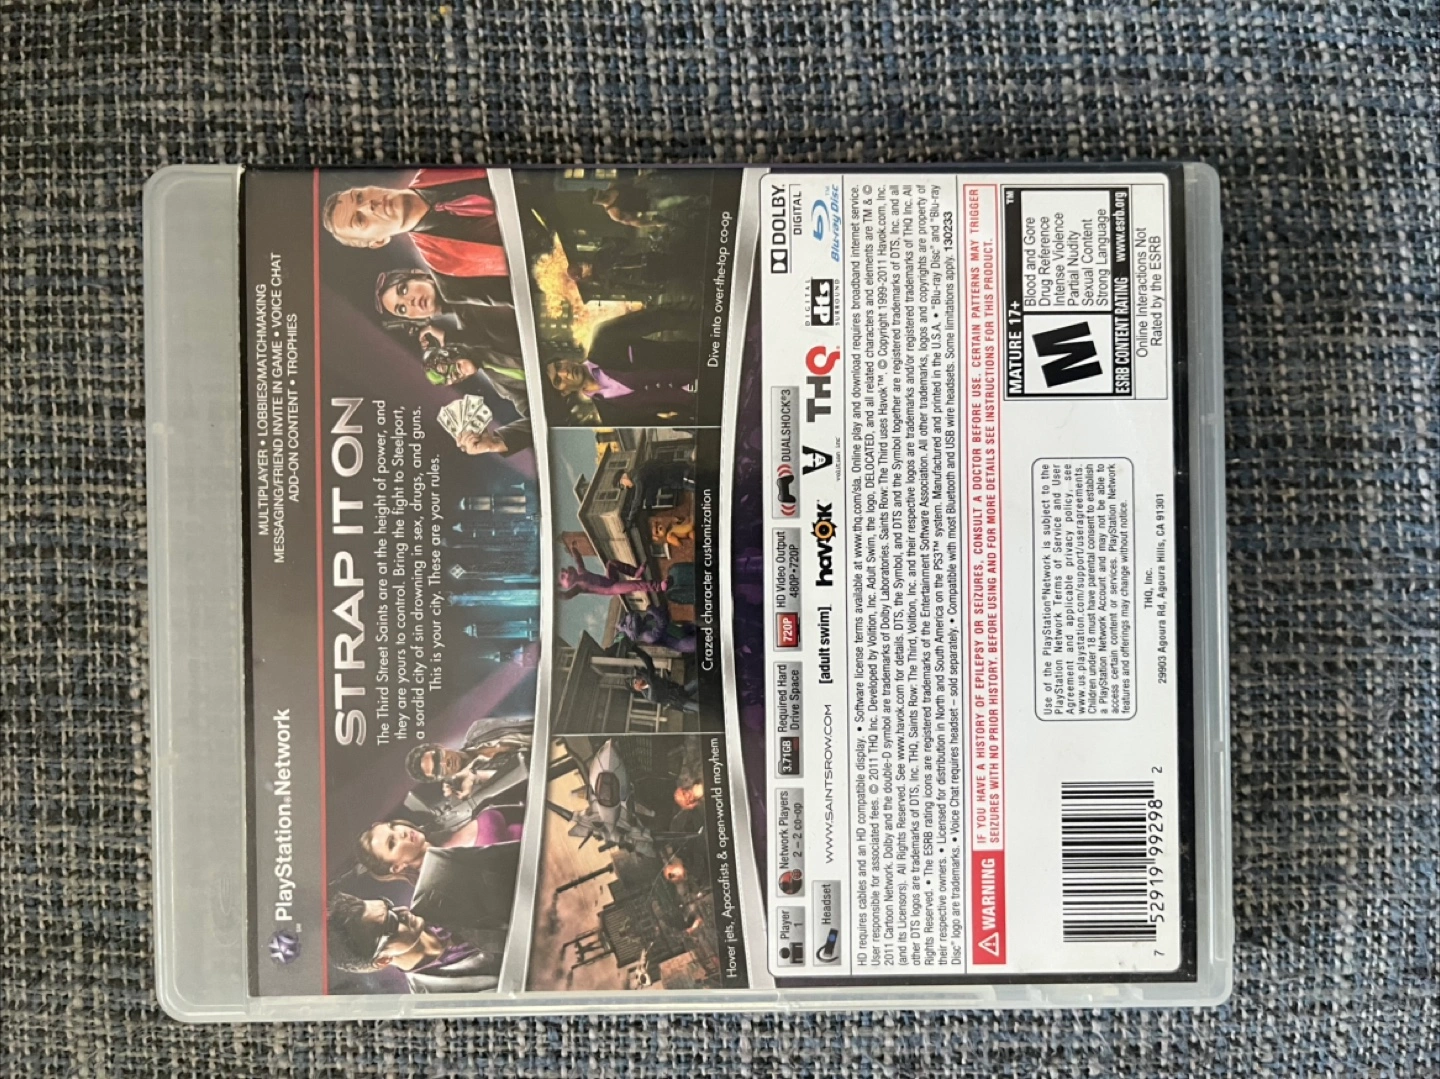 PlayStation®Network
MULTIPLAYER • LOBBIES/MATCHMAKING
MESSAGING/FRIEND INVITE IN GAME • VOICE CHAT
ADD-ON CONTENT • TROPHIES
STRAP IT ON
The Third Street Saints are at the height of power, and
they are yours to control. Bring the fight to Steelport,
a sordid city of sin drowning in sex, drugs, and guns.
This is your city. These are your rules.
Hover jets, Apocafists & open-world mayhem
Crazed character customization
Dive into over-the-top co-op
Player
1
Network Players
2 – 2 co-op
3.71GB
Required Hard
Drive Space
720P
HD Video Output
480P•720P
DUALSHOCK®3
DOLBY.
DIGITAL
Headset
WWW.SAINTSROW.COM
[adult swim]
havok
volition, inc
THQ®
DIGITAL
dts
SURROUND
Blu-ray Disc™
HD requires cables and an HD compatible display. • Software license terms available at www.thq.com/sla. Online play and download requires broadband internet service.
User responsible for associated fees. © 2011 THQ Inc. Developed by Volition, Inc. Adult Swim, the logo, DELOCATED, and all related characters and elements are TM & ©
2011 Cartoon Network. Dolby and the double-D symbol are trademarks of Dolby Laboratories. Saints Row: The Third uses Havok™. © Copyright 1999-2011 Havok.com, Inc.
(and its Licensors). All Rights Reserved. See www.havok.com for details. DTS, the Symbol, and DTS and the Symbol together are registered trademarks of DTS, Inc. and all
other DTS logos are trademarks of DTS, Inc. THQ, Saints Row: The Third, Volition, Inc. and their respective logos are trademarks and/or registered trademarks of THQ Inc. All
Rights Reserved. • The ESRB rating icons are registered trademarks of the Entertainment Software Association. All other trademarks, logos and copyrights are property of
their respective owners. • Licensed for distribution in North and South America on the PS3™ system. Manufactured and printed in the U.S.A. • "Blu-ray Disc" and "Blu-ray
Disc" logo are trademarks. • Voice Chat requires headset – sold separately. • Compatible with most Bluetooth and USB wire headsets. Some limitations apply. 130233
WARNING
IF YOU HAVE A HISTORY OF EPILEPSY OR SEIZURES, CONSULT A DOCTOR BEFORE USE. CERTAIN PATTERNS MAY TRIGGER
SEIZURES WITH NO PRIOR HISTORY. BEFORE USING AND FOR MORE DETAILS SEE INSTRUCTIONS FOR THIS PRODUCT.
7 52919 99298 2
Use of the PlayStation®Network is subject to the
PlayStation Network Terms of Service and User
Agreement and applicable privacy policy, see
www.us.playstation.com/support/useragreements.
Children under 18 must have parental consent to establish
a PlayStation Network Account and may not be able to
access certain content or services. PlayStation Network
features and offerings may change without notice.
THQ, Inc.
29903 Agoura Rd, Agoura Hills, CA 91301
MATURE 17+ ™
M
Blood and Gore
Drug Reference
Intense Violence
Partial Nudity
Sexual Content
Strong Language
ESRB CONTENT RATING www.esrb.org
Online Interactions Not
Rated by the ESRB